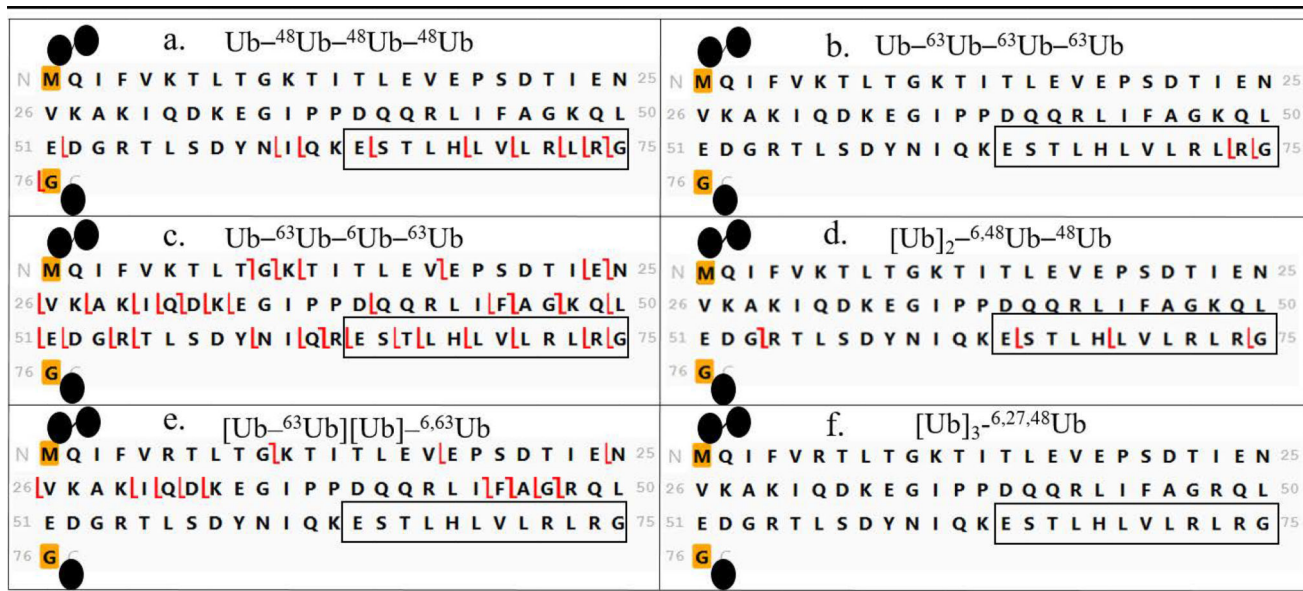 a. Ub–⁴⁸Ub–⁴⁸Ub–⁴⁸Ub
N M Q I F V K T L T G K T I T L E V E P S D T I E N 25
26 V K A K I Q D K E G I P P D Q Q R L I F A G K Q L 50
51 E D G R T L S D Y N I Q K E S T L H L V L R L R G 75
76 G C
b. Ub–⁶³Ub–⁶³Ub–⁶³Ub
N M Q I F V K T L T G K T I T L E V E P S D T I E N 25
26 V K A K I Q D K E G I P P D Q Q R L I F A G K Q L 50
51 E D G R T L S D Y N I Q K E S T L H L V L R L R G 75
76 G C
c. Ub–⁶³Ub–⁶Ub–⁶³Ub
N M Q I F V K T L T G K T I T L E V E P S D T I E N 25
26 V K A K I Q D K E G I P P D Q Q R L I F A G K Q L 50
51 E D G R T L S D Y N I Q R E S T L H L V L R L R G 75
76 G C
d. [Ub]₂–⁶,⁴⁸Ub–⁴⁸Ub
N M Q I F V K T L T G K T I T L E V E P S D T I E N 25
26 V K A K I Q D K E G I P P D Q Q R L I F A G K Q L 50
51 E D G R T L S D Y N I Q K E S T L H L V L R L R G 75
76 G C
e. [Ub–⁶³Ub][Ub]–⁶,⁶³Ub
N M Q I F V R T L T G K T I T L E V E P S D T I E N 25
26 V K A K I Q D K E G I P P D Q Q R L I F A G R Q L 50
51 E D G R T L S D Y N I Q K E S T L H L V L R L R G 75
76 G C
f. [Ub]₃-⁶,²⁷,⁴⁸Ub
N M Q I F V R T L T G K T I T L E V E P S D T I E N 25
26 V K A K I Q D K E G I P P D Q Q R L I F A G R Q L 50
51 E D G R T L S D Y N I Q K E S T L H L V L R L R G 75
76 G C